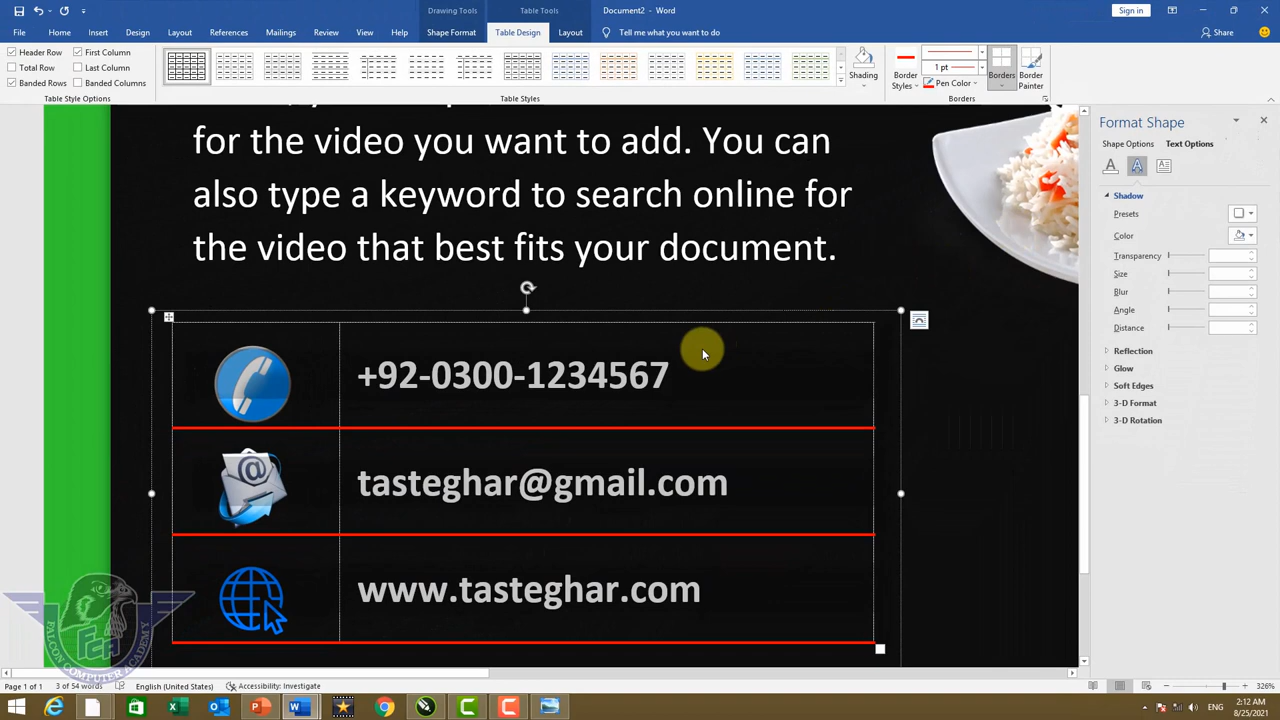 Drawing Tools Table Tools Document2 - Word Sign in
File Home Insert Draw Design Layout References Mailings Review View Help Shape Format Table Design Layout Tell me what you want to do Share
Header Row First Column
Total Row Last Column
Banded Rows Banded Columns
Shading Border Styles 1 pt Pen Color Borders Border Painter
Table Style Options Table Styles Borders
for the video you want to add. You can
also type a keyword to search online for
the video that best fits your document.
+92-0300-1234567
tasteghar@gmail.com
www.tasteghar.com
Format Shape
Shape Options Text Options
Shadow
Presets
Color
Transparency
Size
Blur
Angle
Distance
Reflection
Glow
Soft Edges
3-D Format
3-D Rotation
FALCON COMPUTER ACADEMY
Page 1 of 1 3 of 54 words English (United States) Accessibility: Investigate 326%
2:12 AM
8/25/2021